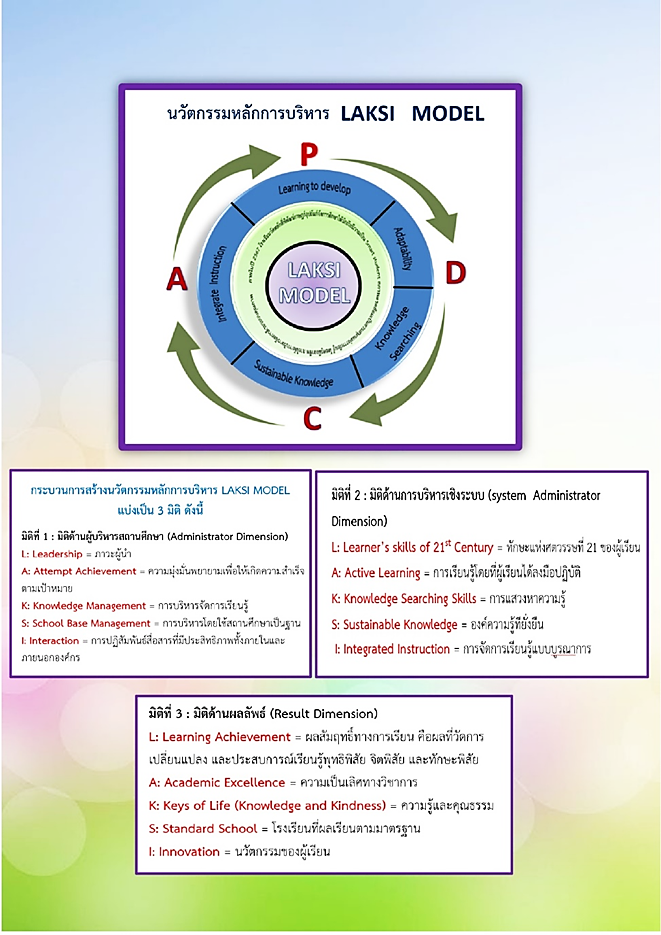 นวัตกรรมหลักการบริหาร LAKSI MODEL
P
Learning to develop
Adaptability
D
Knowledge
Searching
C
Sustainable Knowledge
A
Integrate Instruction
LAKSI
MODEL
กระบวนการสร้างนวัตกรรมหลักการบริหาร LAKSI MODEL
แบ่งเป็น 3 มิติ ดังนี้
มิติที่ 1 : มิติด้านผู้บริหารสถานศึกษา (Administrator Dimension)
L: Leadership = ภาวะผู้นำ
A: Attempt Achievement = ความมุ่งมั่นพยายามเพื่อให้เกิดความสำเร็จ
ตามเป้าหมาย
K: Knowledge Management = การบริหารจัดการเรียนรู้
S: School Base Management = การบริหารโดยใช้สถานศึกษาเป็นฐาน
I: Interaction = การปฏิสัมพันธ์สื่อสารที่มีประสิทธิภาพทั้งภายในและ
ภายนอกองค์กร
มิติที่ 2 : มิติด้านการบริหารเชิงระบบ (system Administrator
Dimension)
L: Learner's skills of 21st Century = ทักษะแห่งศตวรรษที่ 21 ของผู้เรียน
A: Active Learning = การเรียนรู้โดยที่ผู้เรียนได้ลงมือปฏิบัติ
K: Knowledge Searching Skills = การแสวงหาความรู้
S: Sustainable Knowledge = องค์ความรู้ที่ยั่งยืน
I: Integrated Instruction = การจัดการเรียนรู้แบบบูรณาการ
มิติที่ 3 : มิติด้านผลลัพธ์ (Result Dimension)
L: Learning Achievement = ผลสัมฤทธิ์ทางการเรียน คือผลที่วัดการ
เปลี่ยนแปลง และประสบการณ์เรียนรู้พุทธิพิสัย จิตพิสัย และทักษะพิสัย
A: Academic Excellence = ความเป็นเลิศทางวิชาการ
K: Keys of Life (Knowledge and Kindness) = ความรู้และคุณธรรม
S: Standard School = โรงเรียนที่ผลเรียนตามมาตรฐาน
I: Innovation = นวัตกรรมของผู้เรียน